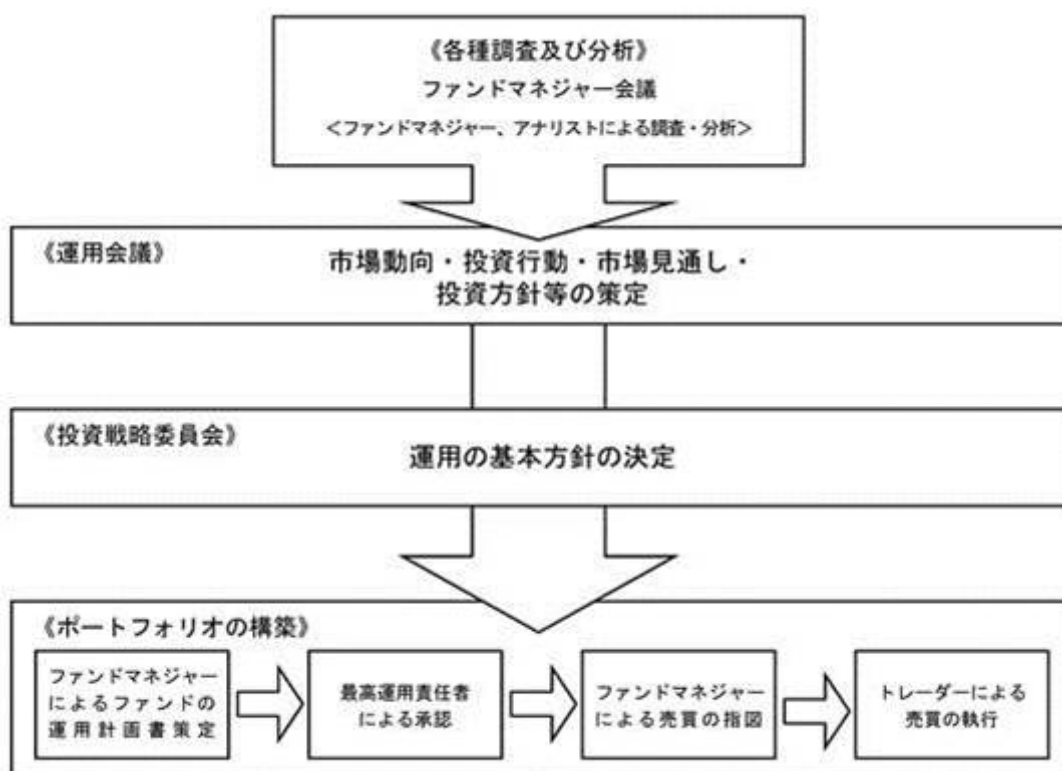 《各種調査及び分析》
ファンドマネジャー会議
＜ファンドマネジャー、アナリストによる調査・分析＞
《運用会議》
市場動向・投資行動・市場見通し・
投資方針等の策定
《投資戦略委員会》
運用の基本方針の決定
《ポートフォリオの構築》
ファンドマネジャー
によるファンドの
運用計画書策定
最高運用責任者
による承認
ファンドマネジャー
による売買の指図
トレーダーによる
売買の執行